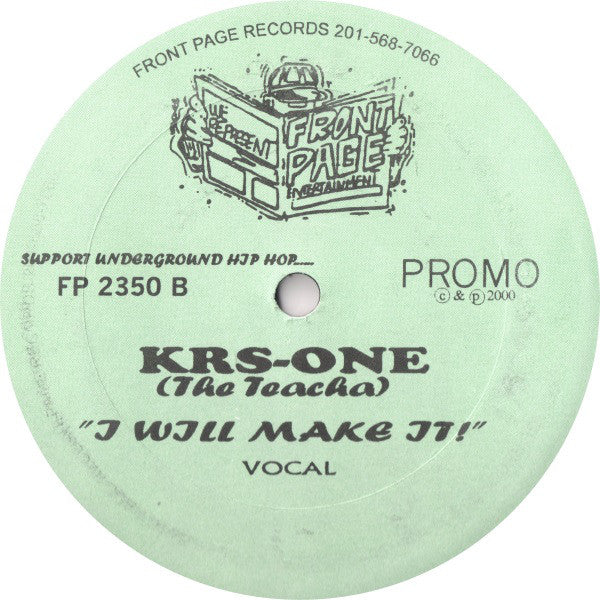 FRONT PAGE RECORDS 201-568-7066
WE
REPRESENT
FRONT
PAGE
ENTERTAINMENT
SUPPORT UNDERGROUND HIP HOP.....
FP 2350 B
PROMO
© & ℗ 2000
KRS-ONE
(The Teacha)
"I WILL MAKE IT!"
VOCAL